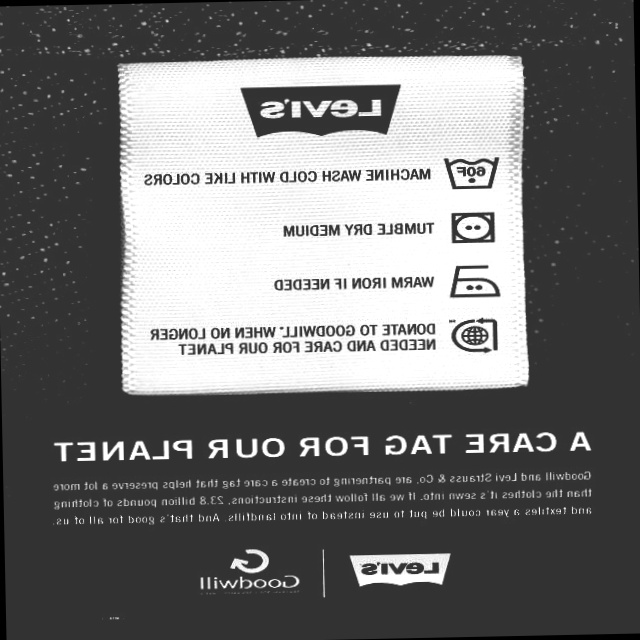 Levi's
60F
MACHINE WASH COLD WITH LIKE COLORS
TUMBLE DRY MEDIUM
WARM IRON IF NEEDED
DONATE TO GOODWILL™ WHEN NO LONGER
NEEDED AND CARE FOR OUR PLANET
A CARE TAG FOR OUR PLANET
Goodwill and Levi Strauss & Co. are partnering to create a care tag that helps preserve a lot more
than the clothes it's sewn into. If we all follow these instructions, 23.8 billion pounds of clothing
and textiles a year could be put to use instead of into landfills. And that's good for all of us.
Levi's
Goodwill